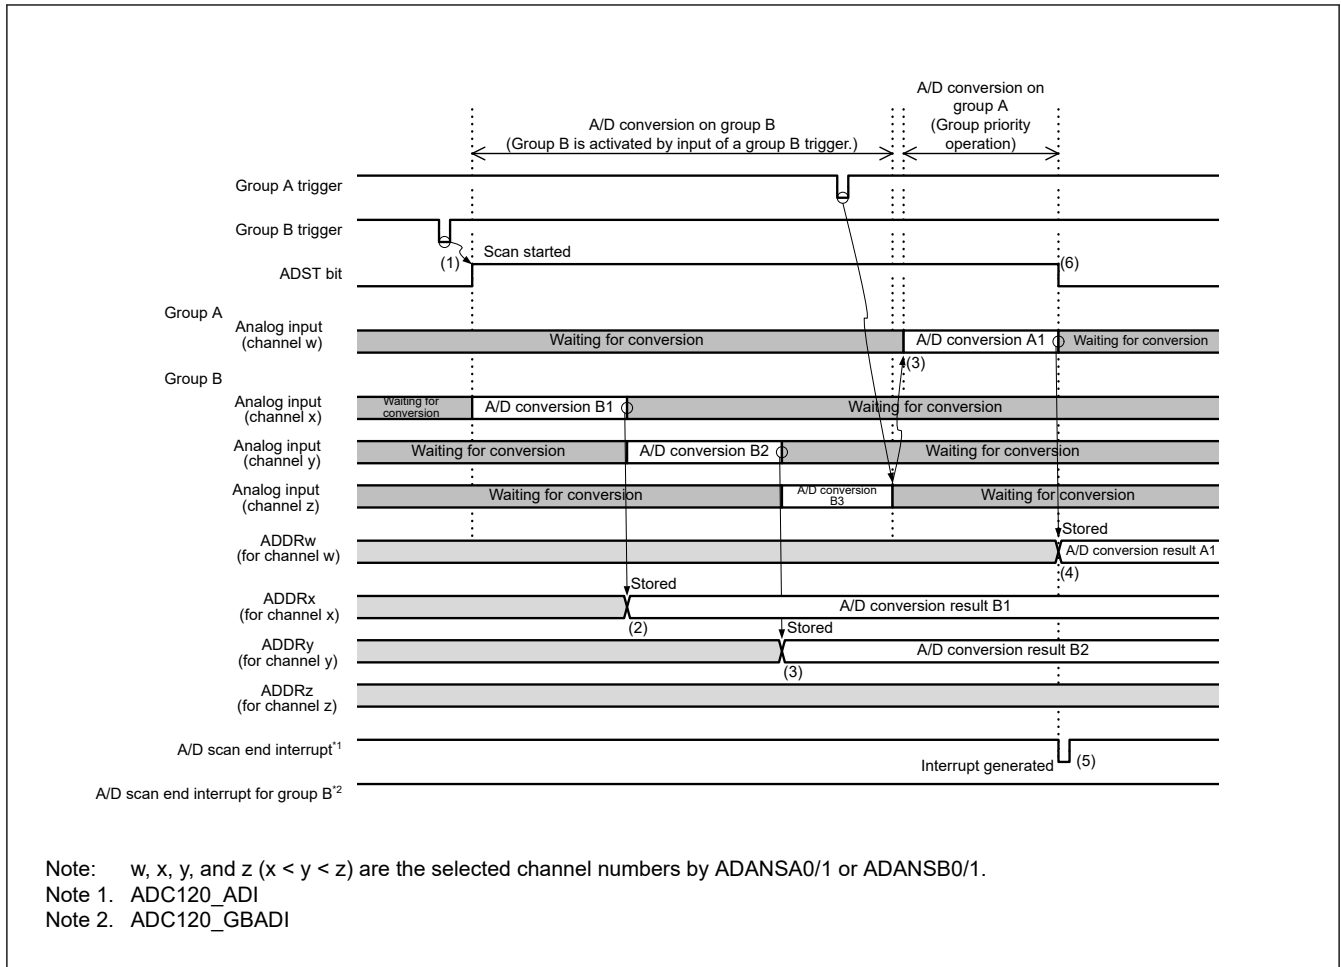 A/D conversion on
group A
(Group priority
operation)
A/D conversion on group B
(Group B is activated by input of a group B trigger.)
Group A trigger
Group B trigger
(1)
Scan started
ADST bit
(6)
Group A
Analog input
(channel w)
Waiting for conversion
A/D conversion A1
Waiting for conversion
(3)
Group B
Analog input
(channel x)
Waiting for
conversion
A/D conversion B1
Waiting for conversion
Analog input
(channel y)
Waiting for conversion
A/D conversion B2
Waiting for conversion
Analog input
(channel z)
Waiting for conversion
A/D conversion
B3
Waiting for conversion
Stored
ADDRw
(for channel w)
A/D conversion result A1
(4)
Stored
ADDRx
(for channel x)
A/D conversion result B1
(2)
Stored
ADDRy
(for channel y)
A/D conversion result B2
(3)
ADDRz
(for channel z)
A/D scan end interrupt*1
Interrupt generated
(5)
A/D scan end interrupt for group B*2
Note: w, x, y, and z (x < y < z) are the selected channel numbers by ADANSA0/1 or ADANSB0/1.
Note 1. ADC120_ADI
Note 2. ADC120_GBADI